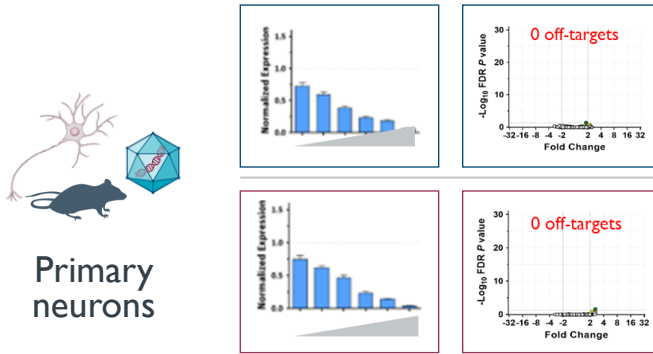 Normalized Expression
1.5
1.0
0.5
0.0
0 off-targets
-Log10 FDR P value
30
20
10
0
-32 -16 -8 -4 -2 2 4 8 16 32
Fold Change
Primary
neurons
Normalized Expression
1.5
1.0
0.5
0.0
0 off-targets
-Log10 FDR P value
30
20
10
0
-32 -16 -8 -4 -2 2 4 8 16 32
Fold Change